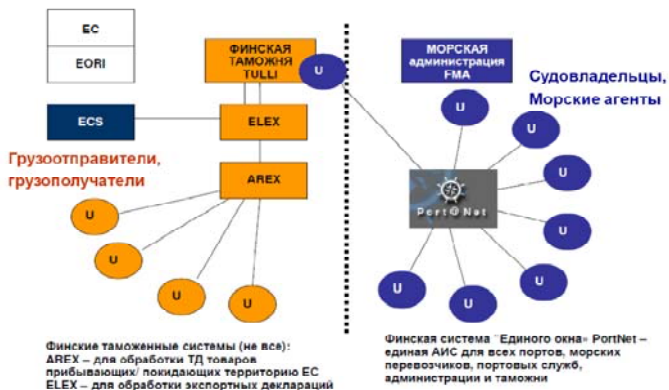 ЕС
EORI
ECS
ФИНСКАЯ
ТАМОЖНЯ
TULLI
U
ELEX
AREX
Грузоотправители,
грузополучатели
U
U
U
U
МОРСКАЯ
администрация
FMA
Судовладельцы,
Морские агенты
U
U
U
U
U
U
U
Port@Net
Финские таможенные системы (не все):
AREX – для обработки ТД товаров
прибывающих/ покидающих территорию ЕС
ELEX – для обработки экспортных деклараций
Финская система "Единого окна» PortNet –
единая АИС для всех портов, морских
перевозчиков, портовых служб,
администрации и таможни